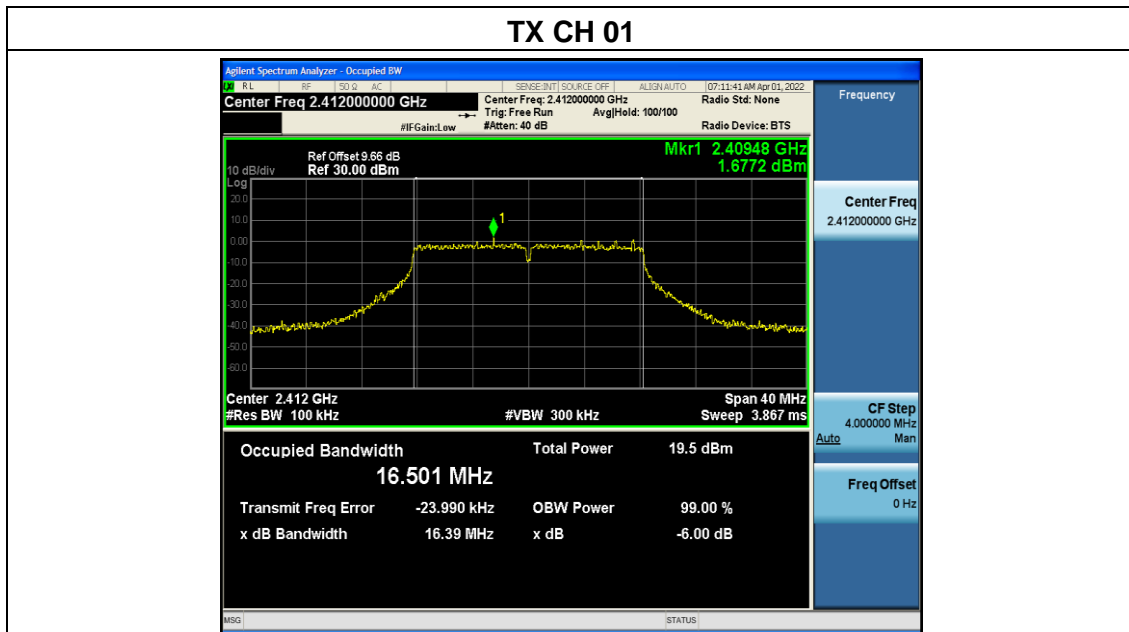 TX CH 01
Agilent Spectrum Analyzer - Occupied BW
LXI RL RF 50 Ω AC SENSE:INT SOURCE OFF ALIGN AUTO 07:11:41 AM Apr 01, 2022
Center Freq 2.412000000 GHz
Center Freq: 2.412000000 GHz Radio Std: None
Trig: Free Run Avg|Hold: 100/100
#IFGain:Low #Atten: 40 dB Radio Device: BTS
Frequency
Mkr1 2.40948 GHz
1.6772 dBm
Ref Offset 9.66 dB
10 dB/div Ref 30.00 dBm
Log
20.0
10.0
0.00
-10.0
-20.0
-30.0
-40.0
-50.0
-60.0
1
Center 2.412 GHz Span 40 MHz
#Res BW 100 kHz #VBW 300 kHz Sweep 3.867 ms
Center Freq
2.412000000 GHz
CF Step
4.000000 MHz
Auto Man
Freq Offset
0 Hz
Occupied Bandwidth Total Power 19.5 dBm
16.501 MHz
Transmit Freq Error -23.990 kHz OBW Power 99.00 %
x dB Bandwidth 16.39 MHz x dB -6.00 dB
MSG STATUS